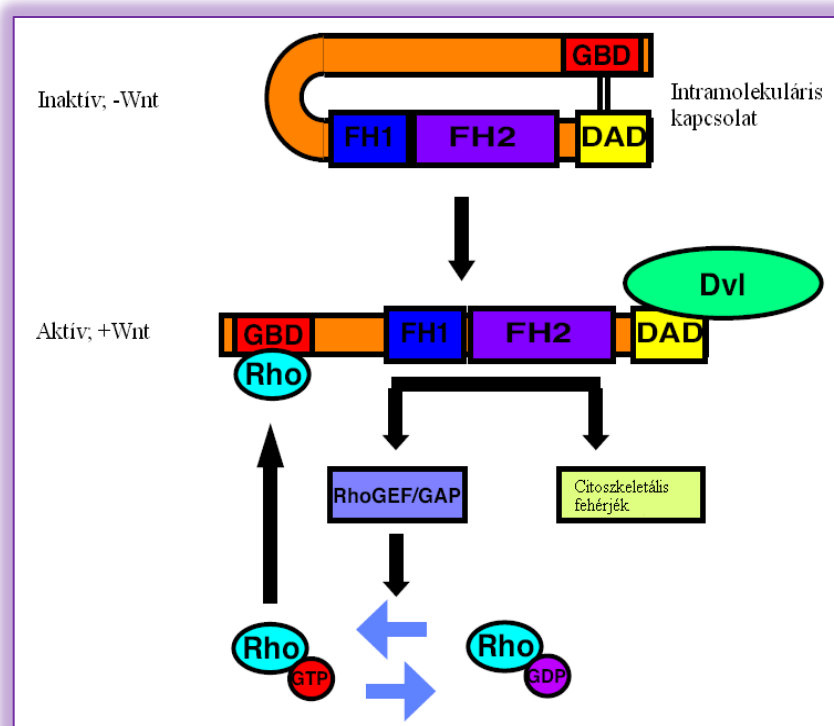 GBD
Inaktív; -Wnt
Intramolekuláris
kapcsolat
FH1
FH2
DAD
Dvl
Aktív; +Wnt
GBD
FH1
FH2
DAD
Rho
RhoGEF/GAP
Citoszkeletális
fehérjék
Rho
GTP
Rho
GDP